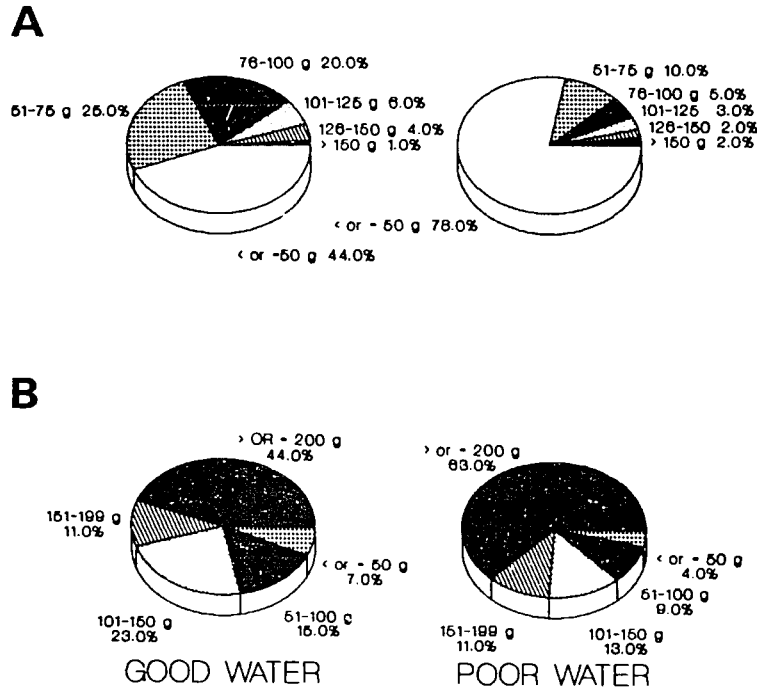 A
76-100 g 20.0%
51-75 g 25.0%
101-125 g 6.0%
126-150 g 4.0%
> 150 g 1.0%
< or -50 g 44.0%
51-75 g 10.0%
76-100 g 5.0%
101-125 3.0%
126-150 2.0%
> 150 g 2.0%
< or - 50 g 78.0%
B
> OR - 200 g
44.0%
151-199 g
11.0%
< or - 50 g
7.0%
101-150 g
23.0%
51-100 g
15.0%
GOOD WATER
> or - 200 g
63.0%
< or - 50 g
4.0%
51-100 g
9.0%
151-199 g
11.0%
101-150 g
13.0%
POOR WATER